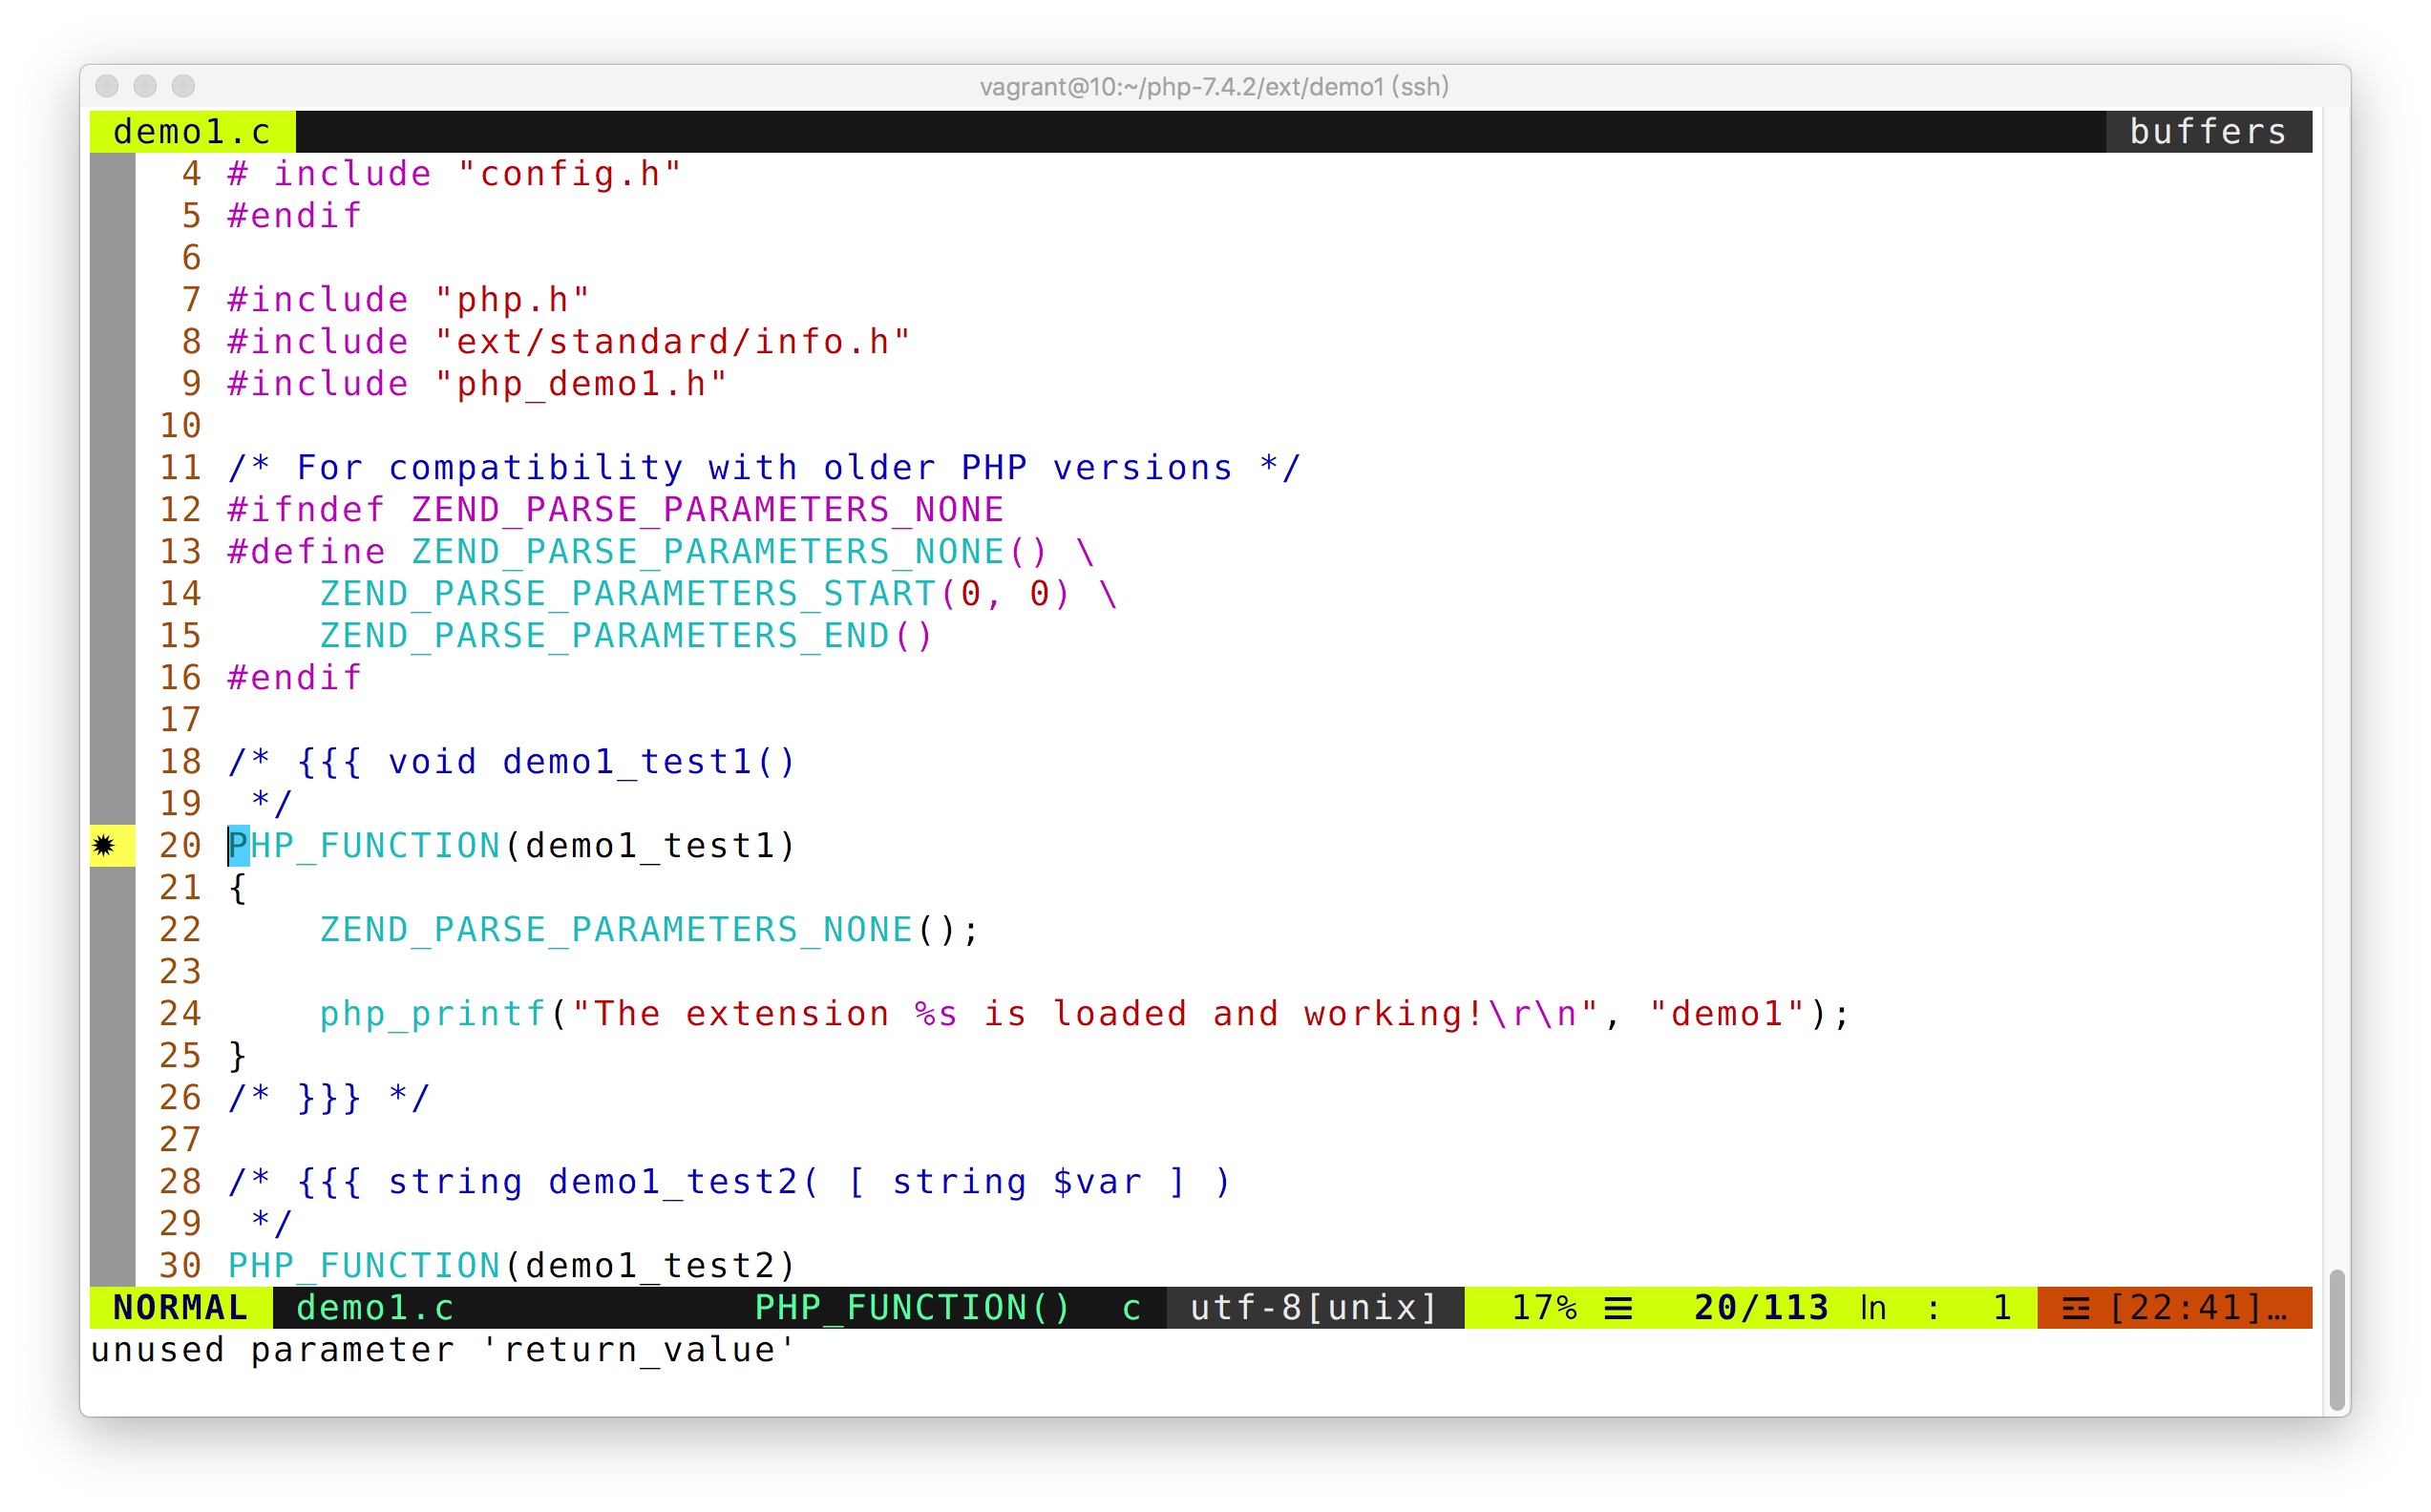 vagrant@10:~/php-7.4.2/ext/demo1 (ssh)
demo1.c buffers
4 # include "config.h"
5 #endif
6
7 #include "php.h"
8 #include "ext/standard/info.h"
9 #include "php_demo1.h"
10
11 /* For compatibility with older PHP versions */
12 #ifndef ZEND_PARSE_PARAMETERS_NONE
13 #define ZEND_PARSE_PARAMETERS_NONE() \
14     ZEND_PARSE_PARAMETERS_START(0, 0) \
15     ZEND_PARSE_PARAMETERS_END()
16 #endif
17
18 /* {{{ void demo1_test1()
19  */
✹ 20 PHP_FUNCTION(demo1_test1)
21 {
22     ZEND_PARSE_PARAMETERS_NONE();
23
24     php_printf("The extension %s is loaded and working!\r\n", "demo1");
25 }
26 /* }}} */
27
28 /* {{{ string demo1_test2( [ string $var ] )
29  */
30 PHP_FUNCTION(demo1_test2)
NORMAL demo1.c PHP_FUNCTION() c utf-8[unix] 17% ☰ 20/113 ln : 1 ☲ [22:41]…
unused parameter 'return_value'